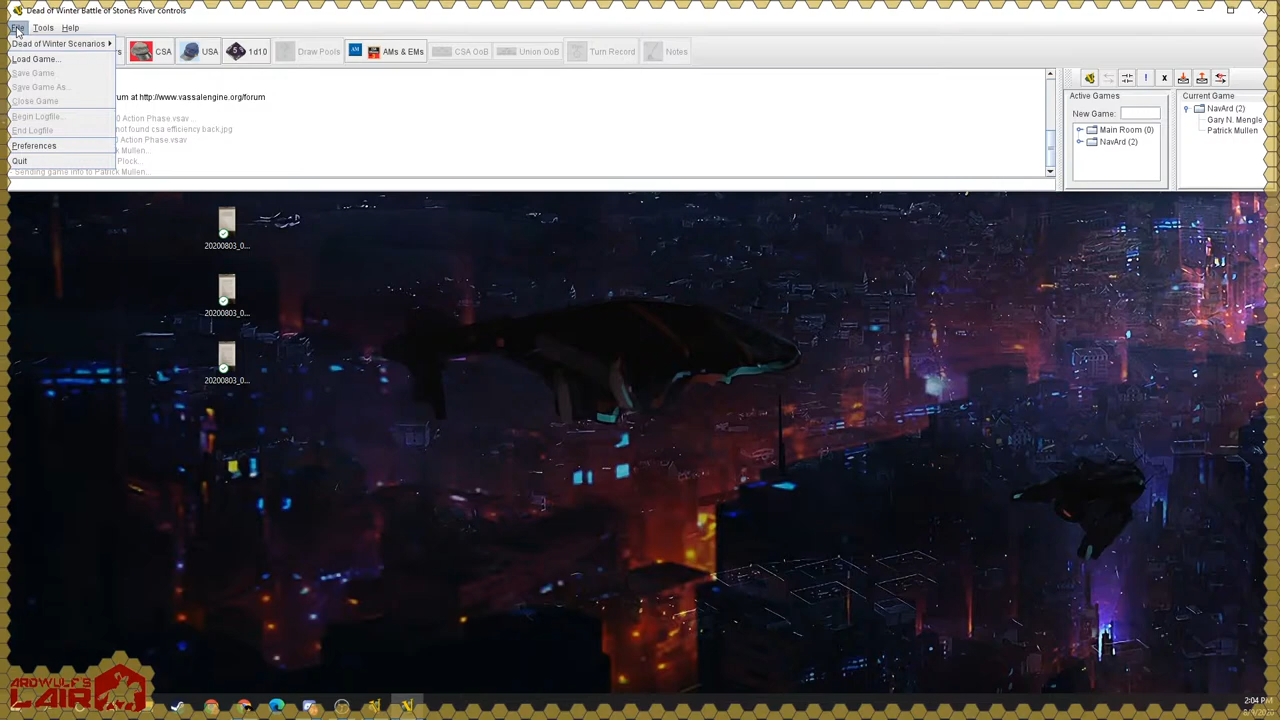 Dead of Winter Battle of Stones River controls
File Tools Help
CSA USA 1d10 Draw Pools AMs & EMs CSA OoB Union OoB Turn Record Notes
Dead of Winter Scenarios
Load Game...
Save Game
Save Game As...
Close Game
Begin Logfile...
End Logfile
Preferences
Quit
um at http://www.vassalengine.org/forum
0 Action Phase.vsav ...
not found csa efficiency back.jpg
0 Action Phase.vsav
k Mullen...
Plock...
Sending game info to Patrick Mullen...
Active Games
New Game:
Main Room (0)
NavArd (2)
Current Game
NavArd (2)
Gary N. Mengle
Patrick Mullen
20200803_0...
20200803_0...
20200803_0...
ARDWULF'S
LAIR
2:04 PM